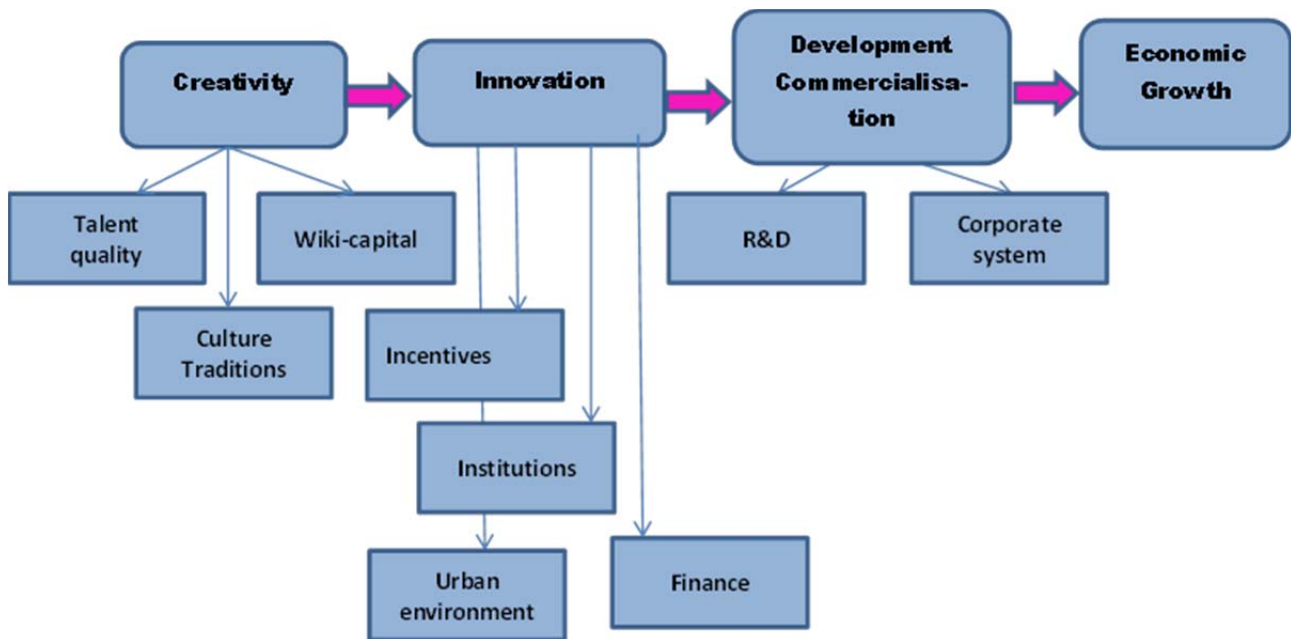 Creativity
Innovation
Development
Commercialisa-
tion
Economic
Growth
Talent
quality
Wiki-capital
R&D
Corporate
system
Culture
Traditions
Incentives
Institutions
Urban
environment
Finance